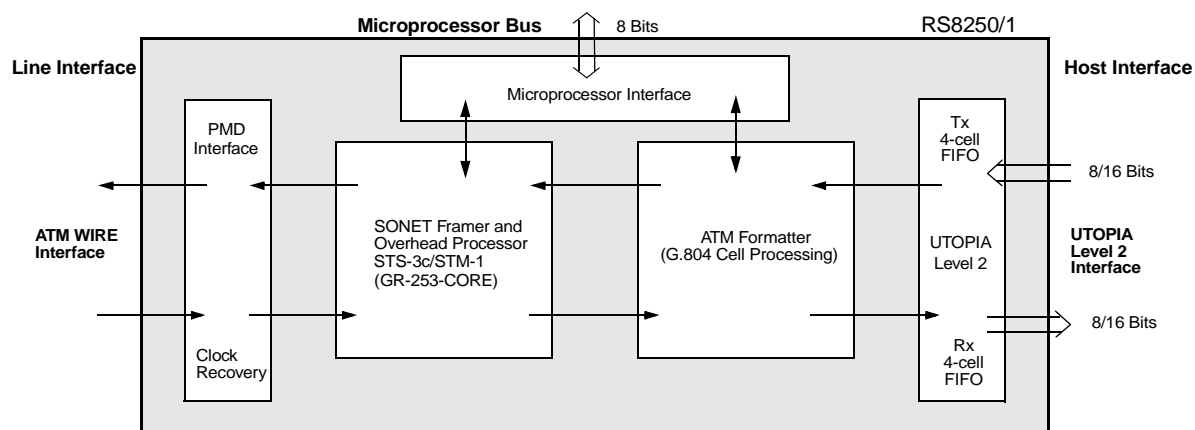 Microprocessor Bus
8 Bits
RS8250/1
Line Interface
Host Interface
Microprocessor Interface
PMD
Interface
Tx
4-cell
FIFO
8/16 Bits
ATM WIRE
Interface
SONET Framer and
Overhead Processor
STS-3c/STM-1
(GR-253-CORE)
ATM Formatter
(G.804 Cell Processing)
UTOPIA
Level 2
UTOPIA
Level 2
Interface
8/16 Bits
Clock
Recovery
Rx
4-cell
FIFO